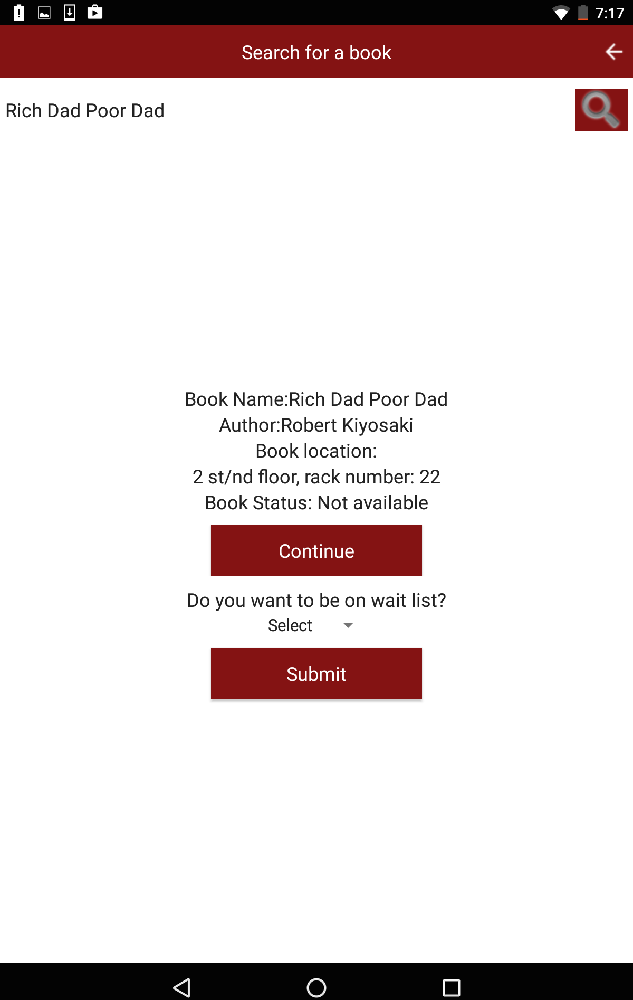 7:17
Search for a book
Rich Dad Poor Dad
Book Name:Rich Dad Poor Dad
Author:Robert Kiyosaki
Book location:
2 st/nd floor, rack number: 22
Book Status: Not available
Continue
Do you want to be on wait list?
Select
Submit